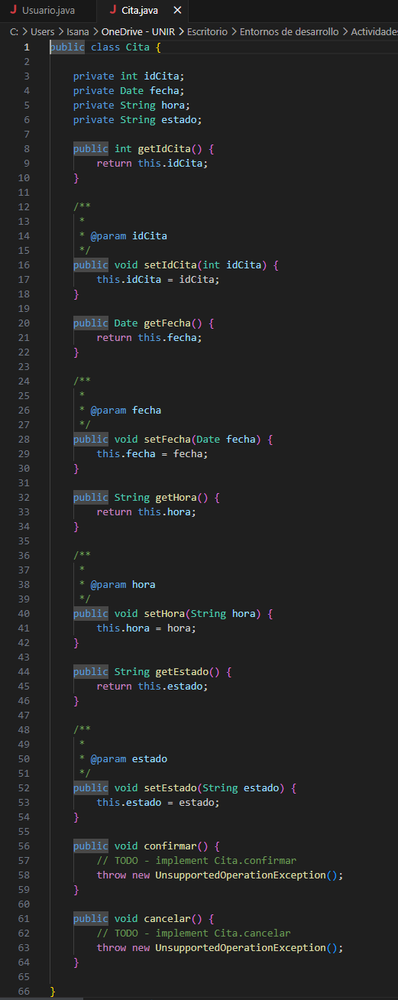 J Usuario.java J Cita.java ×
C: > Users > Isana > OneDrive - UNIR > Escritorio > Entornos de desarrollo > Actividades
1 public class Cita {
2
3     private int idCita;
4     private Date fecha;
5     private String hora;
6     private String estado;
7
8     public int getIdCita() {
9         return this.idCita;
10     }
11
12     /**
13      *
14      * @param idCita
15      */
16     public void setIdCita(int idCita) {
17         this.idCita = idCita;
18     }
19
20     public Date getFecha() {
21         return this.fecha;
22     }
23
24     /**
25      *
26      * @param fecha
27      */
28     public void setFecha(Date fecha) {
29         this.fecha = fecha;
30     }
31
32     public String getHora() {
33         return this.hora;
34     }
35
36     /**
37      *
38      * @param hora
39      */
40     public void setHora(String hora) {
41         this.hora = hora;
42     }
43
44     public String getEstado() {
45         return this.estado;
46     }
47
48     /**
49      *
50      * @param estado
51      */
52     public void setEstado(String estado) {
53         this.estado = estado;
54     }
55
56     public void confirmar() {
57         // TODO - implement Cita.confirmar
58         throw new UnsupportedOperationException();
59     }
60
61     public void cancelar() {
62         // TODO - implement Cita.cancelar
63         throw new UnsupportedOperationException();
64     }
65
66 }